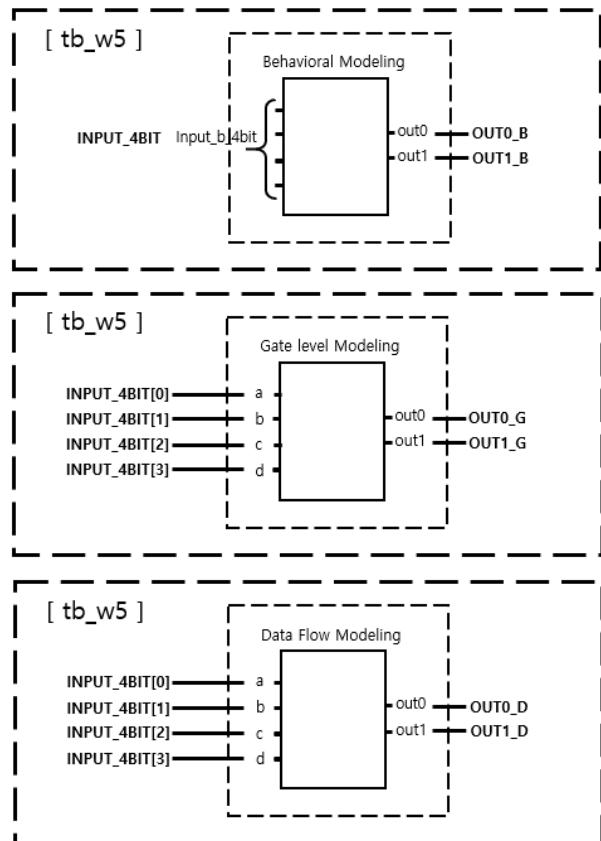 [ tb_w5 ]
Behavioral Modeling
INPUT_4BIT Input_b_4bit
out0 OUT0_B
out1 OUT1_B
[ tb_w5 ]
Gate level Modeling
INPUT_4BIT[0] a
INPUT_4BIT[1] b
out0 OUT0_G
INPUT_4BIT[2] c
out1 OUT1_G
INPUT_4BIT[3] d
[ tb_w5 ]
Data Flow Modeling
INPUT_4BIT[0] a
INPUT_4BIT[1] b
out0 OUT0_D
INPUT_4BIT[2] c
out1 OUT1_D
INPUT_4BIT[3] d